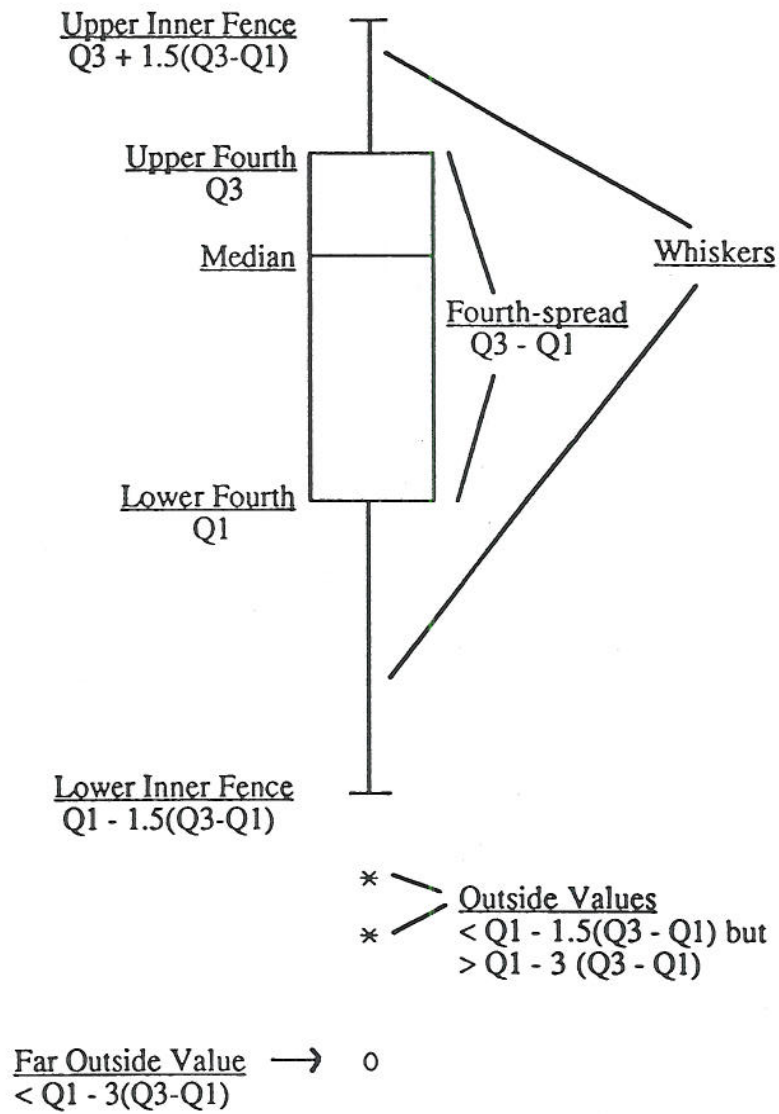 Upper Inner Fence
Q3 + 1.5(Q3-Q1)
Upper Fourth
Q3
Median
Whiskers
Fourth-spread
Q3 - Q1
Lower Fourth
Q1
Lower Inner Fence
Q1 - 1.5(Q3-Q1)
Outside Values
< Q1 - 1.5(Q3 - Q1) but
> Q1 - 3 (Q3 - Q1)
Far Outside Value
< Q1 - 3(Q3-Q1)